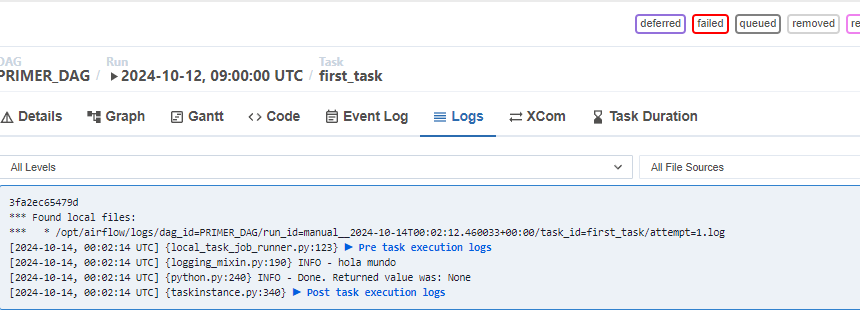 deferred failed queued removed re
DAG Run Task
PRIMER_DAG / 2024-10-12, 09:00:00 UTC / first_task
Details Graph Gantt Code Event Log Logs XCom Task Duration
All Levels All File Sources
3fa2ec65479d
*** Found local files:
***   * /opt/airflow/logs/dag_id=PRIMER_DAG/run_id=manual__2024-10-14T00:02:12.460033+00:00/task_id=first_task/attempt=1.log
[2024-10-14, 00:02:14 UTC] {local_task_job_runner.py:123} ▶ Pre task execution logs
[2024-10-14, 00:02:14 UTC] {logging_mixin.py:190} INFO - hola mundo
[2024-10-14, 00:02:14 UTC] {python.py:240} INFO - Done. Returned value was: None
[2024-10-14, 00:02:14 UTC] {taskinstance.py:340} ▶ Post task execution logs